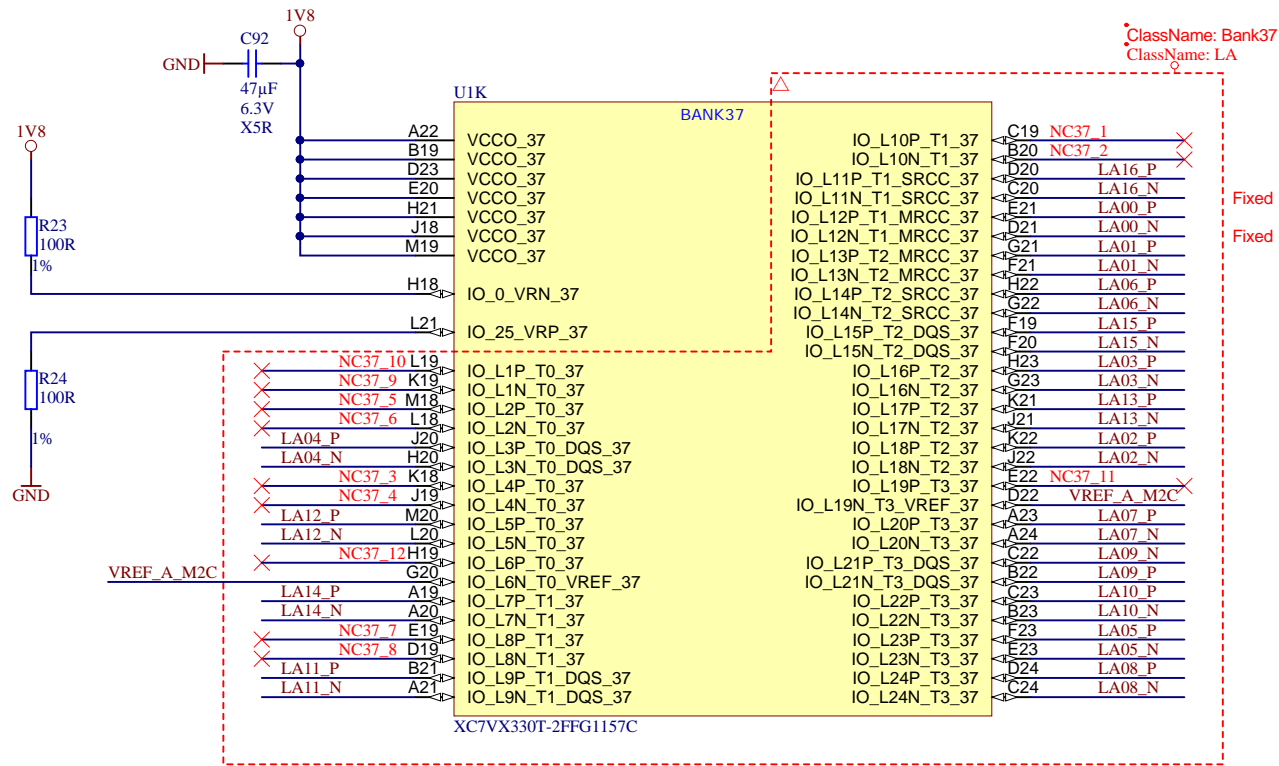 1V8
C92
GND
47µF
6.3V
X5R
ClassName: Bank37
ClassName: LA
1V8
R23
100R
1%
R24
100R
1%
GND
U1K
BANK37
A22 VCCO_37
B19 VCCO_37
D23 VCCO_37
E20 VCCO_37
H21 VCCO_37
J18 VCCO_37
M19 VCCO_37
H18 IO_0_VRN_37
L21 IO_25_VRP_37
NC37_10 L19 IO_L1P_T0_37
NC37_9 K19 IO_L1N_T0_37
NC37_5 M18 IO_L2P_T0_37
NC37_6 L18 IO_L2N_T0_37
LA04_P J20 IO_L3P_T0_DQS_37
LA04_N H20 IO_L3N_T0_DQS_37
NC37_3 K18 IO_L4P_T0_37
NC37_4 J19 IO_L4N_T0_37
LA12_P M20 IO_L5P_T0_37
LA12_N L20 IO_L5N_T0_37
NC37_12 H19 IO_L6P_T0_37
VREF_A_M2C G20 IO_L6N_T0_VREF_37
LA14_P A19 IO_L7P_T1_37
LA14_N A20 IO_L7N_T1_37
NC37_7 E19 IO_L8P_T1_37
NC37_8 D19 IO_L8N_T1_37
LA11_P B21 IO_L9P_T1_DQS_37
LA11_N A21 IO_L9N_T1_DQS_37
IO_L10P_T1_37 C19 NC37_1
IO_L10N_T1_37 B20 NC37_2
IO_L11P_T1_SRCC_37 D20 LA16_P
IO_L11N_T1_SRCC_37 C20 LA16_N Fixed
IO_L12P_T1_MRCC_37 E21 LA00_P
IO_L12N_T1_MRCC_37 D21 LA00_N Fixed
IO_L13P_T2_MRCC_37 G21 LA01_P
IO_L13N_T2_MRCC_37 F21 LA01_N
IO_L14P_T2_SRCC_37 H22 LA06_P
IO_L14N_T2_SRCC_37 G22 LA06_N
IO_L15P_T2_DQS_37 F19 LA15_P
IO_L15N_T2_DQS_37 F20 LA15_N
IO_L16P_T2_37 H23 LA03_P
IO_L16N_T2_37 G23 LA03_N
IO_L17P_T2_37 K21 LA13_P
IO_L17N_T2_37 J21 LA13_N
IO_L18P_T2_37 K22 LA02_P
IO_L18N_T2_37 J22 LA02_N
IO_L19P_T3_37 E22 NC37_11
IO_L19N_T3_VREF_37 D22 VREF_A_M2C
IO_L20P_T3_37 A23 LA07_P
IO_L20N_T3_37 A24 LA07_N
IO_L21P_T3_DQS_37 C22 LA09_N
IO_L21N_T3_DQS_37 B22 LA09_P
IO_L22P_T3_37 C23 LA10_P
IO_L22N_T3_37 B23 LA10_N
IO_L23P_T3_37 F23 LA05_P
IO_L23N_T3_37 E23 LA05_N
IO_L24P_T3_37 D24 LA08_P
IO_L24N_T3_37 C24 LA08_N
XC7VX330T-2FFG1157C